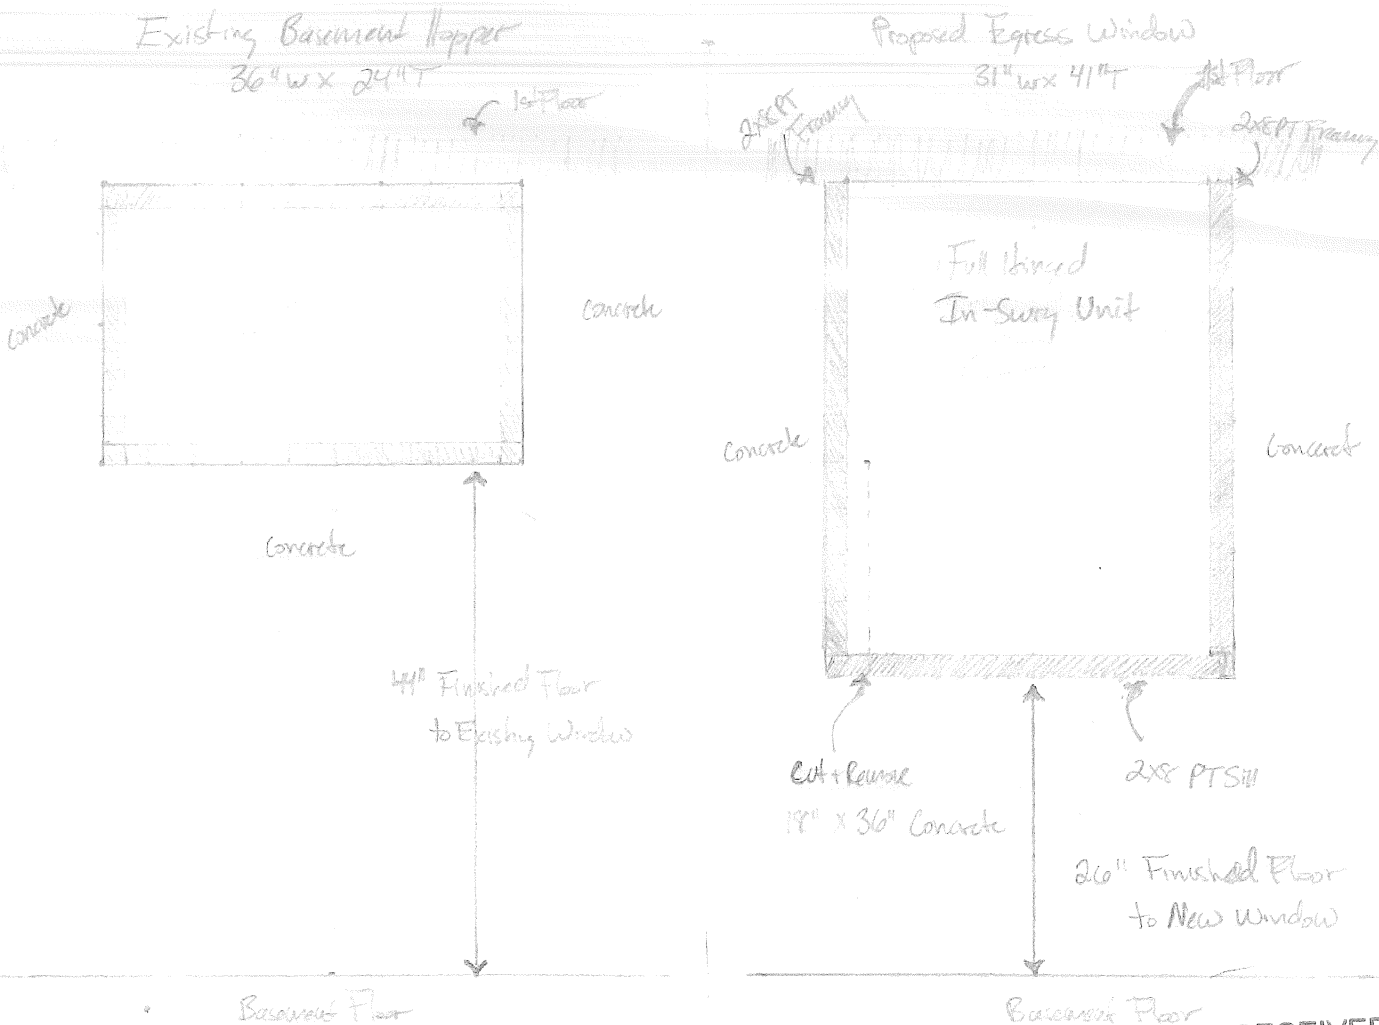 Existing Basement Hopper
36" w x 24" T
1st Floor
Concrete
Concrete
Concrete
44" Finished Floor
to Existing Window
Basement Floor
Proposed Egress Window
31" w x 41" T
1st Floor
2x8 PT
Framing
2x8 PT Framing
Full Hinged
In-Swing Unit
Concrete
Conceret
Cut + Remove
18" x 36" Concrete
2x8 PT Sill
26" Finished Floor
to New Window
Basement Floor
RECEIVED